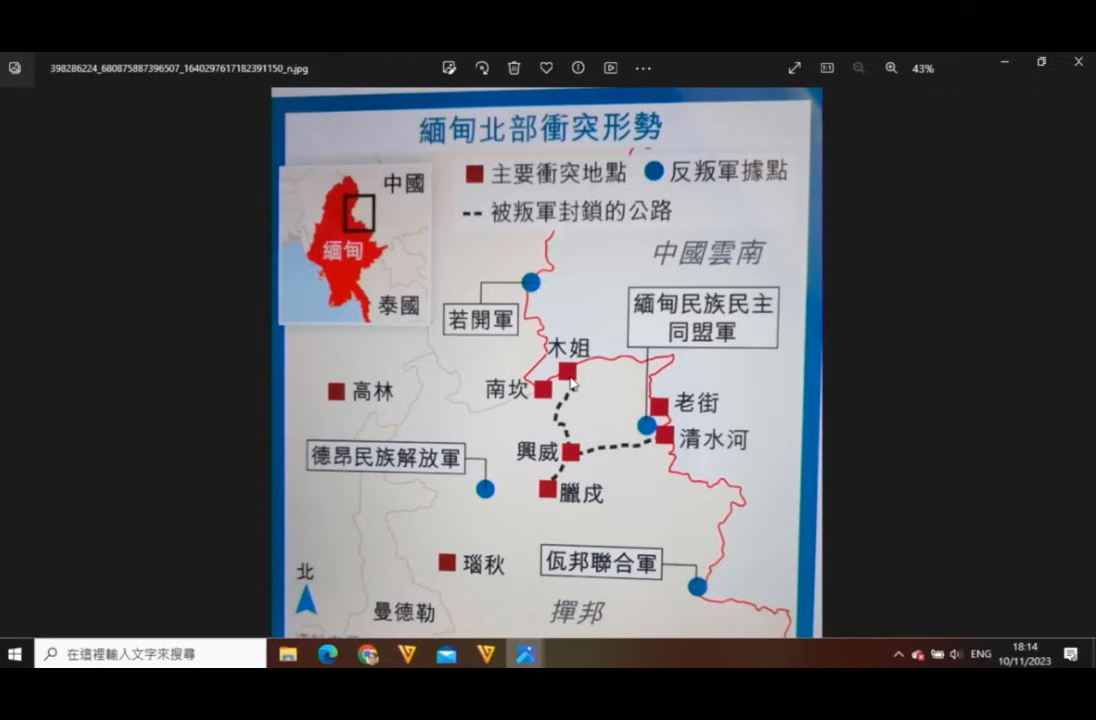 398286224_680875887396507_1640297617182391150_n.jpg
43%
緬甸北部衝突形勢
主要衝突地點
反叛軍據點
被叛軍封鎖的公路
中國
緬甸
泰國
中國雲南
緬甸民族民主
同盟軍
若開軍
木姐
南坎
高林
老街
清水河
興威
德昂民族解放軍
臘戍
瑙秋
佤邦聯合軍
北
曼德勒
撣邦
在這裡輸入文字來搜尋
ENG
18:14
10/11/2023